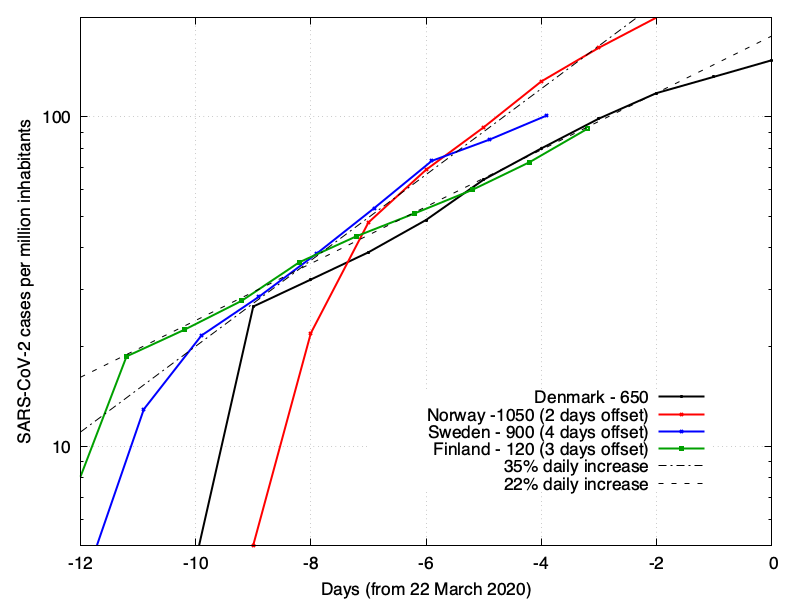 SARS-CoV-2 cases per million inhabitants
100
10
Denmark - 650
Norway -1050 (2 days offset)
Sweden - 900 (4 days offset)
Finland - 120 (3 days offset)
35% daily increase
22% daily increase
-12 -10 -8 -6 -4 -2 0
Days (from 22 March 2020)